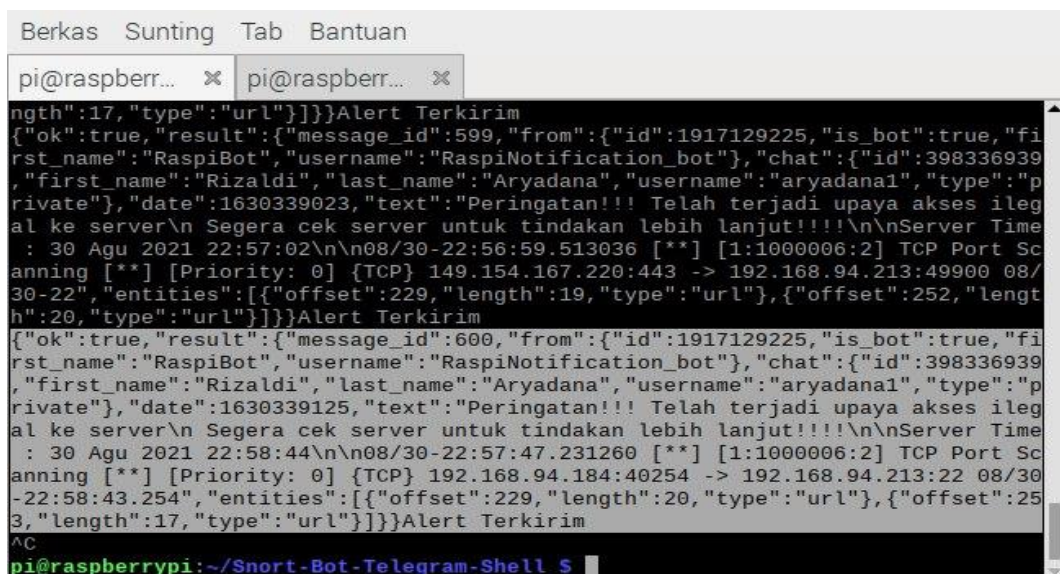 Berkas Sunting Tab Bantuan
pi@raspberr... pi@raspberr...
ngth":17,"type":"url"}]}}Alert Terkirim
{"ok":true,"result":{"message_id":599,"from":{"id":1917129225,"is_bot":true,"fi
rst_name":"RaspiBot","username":"RaspiNotification_bot"},"chat":{"id":398336939
,"first_name":"Rizaldi","last_name":"Aryadana","username":"aryadana1","type":"p
rivate"},"date":1630339023,"text":"Peringatan!!! Telah terjadi upaya akses ileg
al ke server\n Segera cek server untuk tindakan lebih lanjut!!!!\n\nServer Time
 : 30 Agu 2021 22:57:02\n\n08/30-22:56:59.513036 [**] [1:1000006:2] TCP Port Sc
anning [**] [Priority: 0] {TCP} 149.154.167.220:443 -> 192.168.94.213:49900 08/
30-22","entities":[{"offset":229,"length":19,"type":"url"},{"offset":252,"lengt
h":20,"type":"url"}]}}Alert Terkirim
{"ok":true,"result":{"message_id":600,"from":{"id":1917129225,"is_bot":true,"fi
rst_name":"RaspiBot","username":"RaspiNotification_bot"},"chat":{"id":398336939
,"first_name":"Rizaldi","last_name":"Aryadana","username":"aryadana1","type":"p
rivate"},"date":1630339125,"text":"Peringatan!!! Telah terjadi upaya akses ileg
al ke server\n Segera cek server untuk tindakan lebih lanjut!!!!\n\nServer Time
 : 30 Agu 2021 22:58:44\n\n08/30-22:57:47.231260 [**] [1:1000006:2] TCP Port Sc
anning [**] [Priority: 0] {TCP} 192.168.94.184:40254 -> 192.168.94.213:22 08/30
-22:58:43.254","entities":[{"offset":229,"length":20,"type":"url"},{"offset":25
3,"length":17,"type":"url"}]}}Alert Terkirim
^C
pi@raspberrypi:~/Snort-Bot-Telegram-Shell $